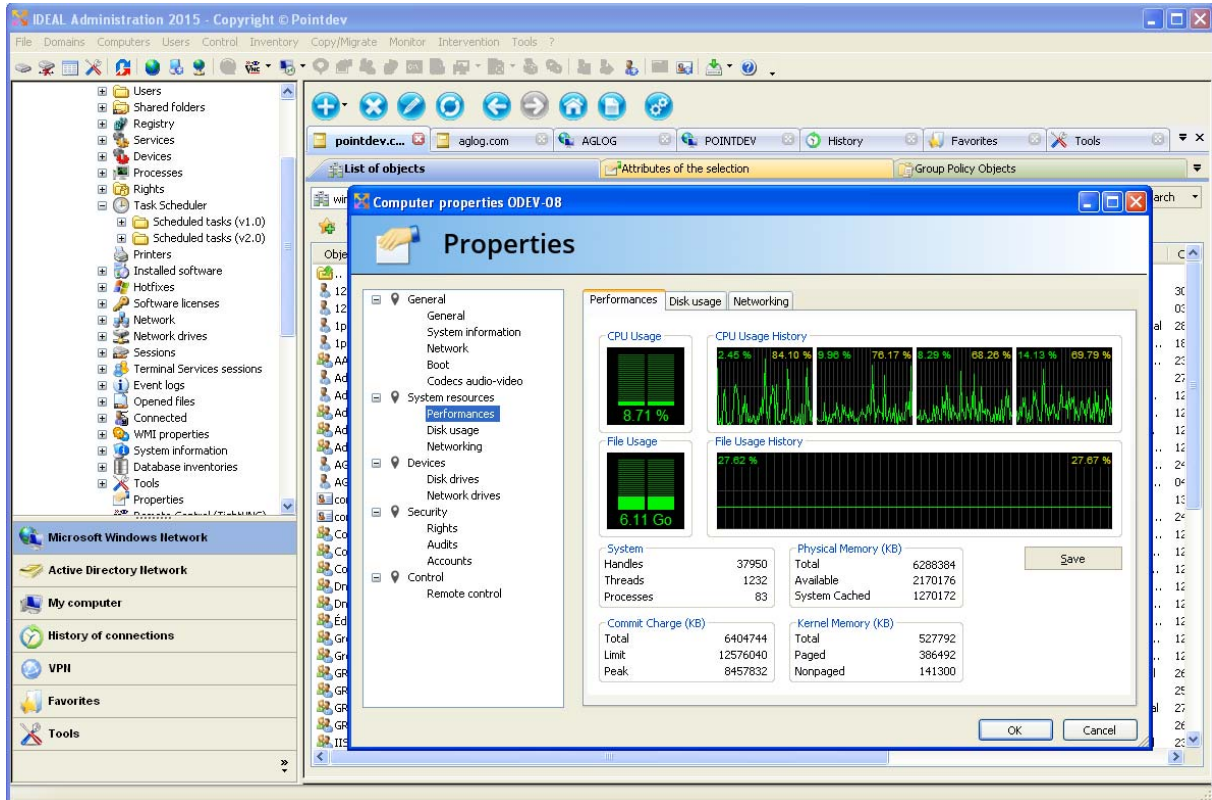 IDEAL Administration 2015 - Copyright © Pointdev
File Domains Computers Users Control Inventory Copy/Migrate Monitor Intervention Tools ?
Users
Shared folders
Registry
Services
Devices
Processes
Rights
Task Scheduler
Scheduled tasks (v1.0)
Scheduled tasks (v2.0)
Printers
Installed software
Hotfixes
Software licenses
Network
Network drives
Sessions
Terminal Services sessions
Event logs
Opened files
Connected
WMI properties
System information
Database inventories
Tools
Properties
Microsoft Windows Network
Active Directory Network
My computer
History of connections
VPN
Favorites
Tools
pointdev.c... aglog.com AGLOG POINTDEV History Favorites Tools
List of objects Attributes of the selection Group Policy Objects
Computer properties ODEV-08
Properties
General
General
System information
Network
Boot
Codecs audio-video
System resources
Performances
Disk usage
Networking
Devices
Disk drives
Network drives
Security
Rights
Audits
Accounts
Control
Remote control
Performances Disk usage Networking
CPU Usage
8.71 %
CPU Usage History
2.45 % 84.10 % 9.96 % 76.17 % 8.29 % 68.26 % 14.13 % 69.79 %
File Usage
6.11 Go
File Usage History
27.62 % 27.67 %
System
Handles 37950
Threads 1232
Processes 83
Physical Memory (KB)
Total 6288384
Available 2170176
System Cached 1270172
Save
Commit Charge (KB)
Total 6404744
Limit 12576040
Peak 8457832
Kernel Memory (KB)
Total 527792
Paged 386492
Nonpaged 141300
OK Cancel